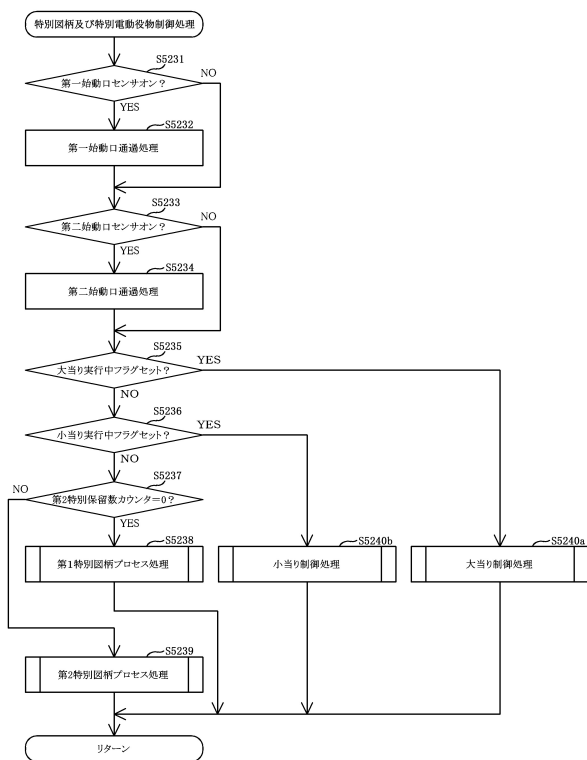 特別図柄及び特別電動役物制御処理
S5231
第一始動口センサオン？
NO
YES
S5232
第一始動口通過処理
S5233
第二始動口センサオン？
NO
YES
S5234
第二始動口通過処理
S5235
大当り実行中フラグセット？
YES
NO
S5236
小当り実行中フラグセット？
YES
NO
S5237
第2特別保留数カウンタ=0？
NO
YES
S5238
第1特別図柄プロセス処理
S5240b
小当り制御処理
S5240a
大当り制御処理
S5239
第2特別図柄プロセス処理
リターン